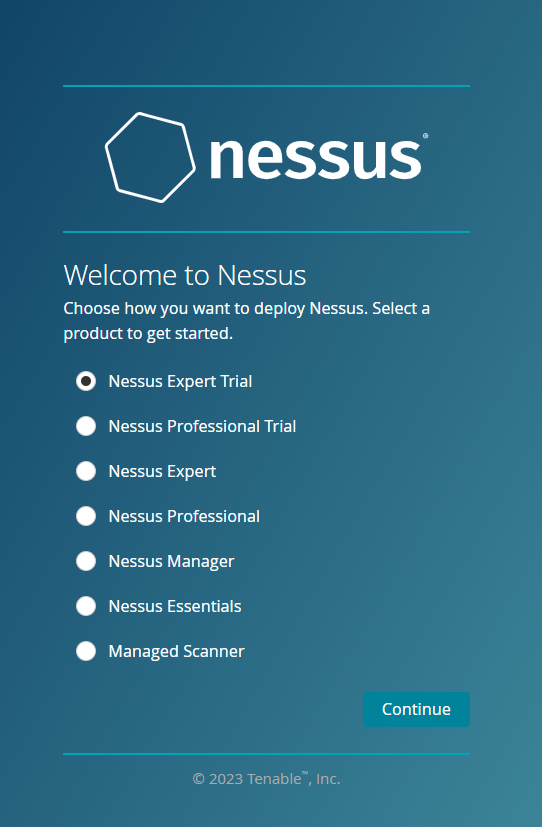 nessus®
Welcome to Nessus
Choose how you want to deploy Nessus. Select a
product to get started.
Nessus Expert Trial
Nessus Professional Trial
Nessus Expert
Nessus Professional
Nessus Manager
Nessus Essentials
Managed Scanner
Continue
© 2023 Tenable™, Inc.